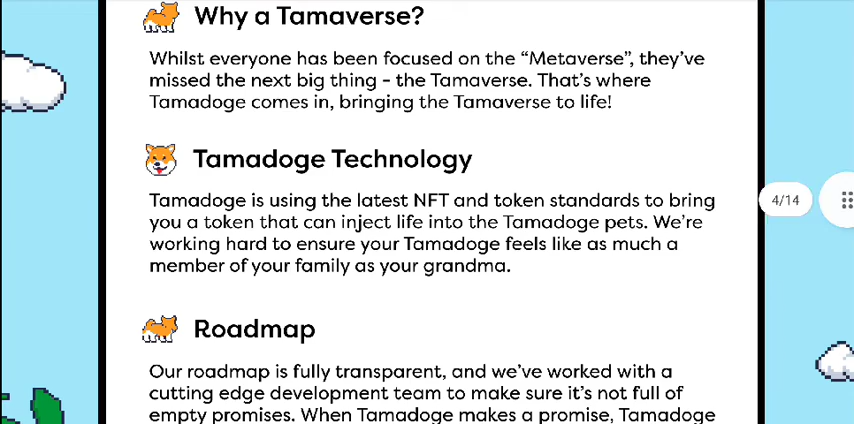 Why a Tamaverse?
Whilst everyone has been focused on the “Metaverse”, they’ve
missed the next big thing - the Tamaverse. That’s where
Tamadoge comes in, bringing the Tamaverse to life!
Tamadoge Technology
Tamadoge is using the latest NFT and token standards to bring
you a token that can inject life into the Tamadoge pets. We’re
working hard to ensure your Tamadoge feels like as much a
member of your family as your grandma.
4/14
Roadmap
Our roadmap is fully transparent, and we’ve worked with a
cutting edge development team to make sure it’s not full of
empty promises. When Tamadoge makes a promise, Tamadoge